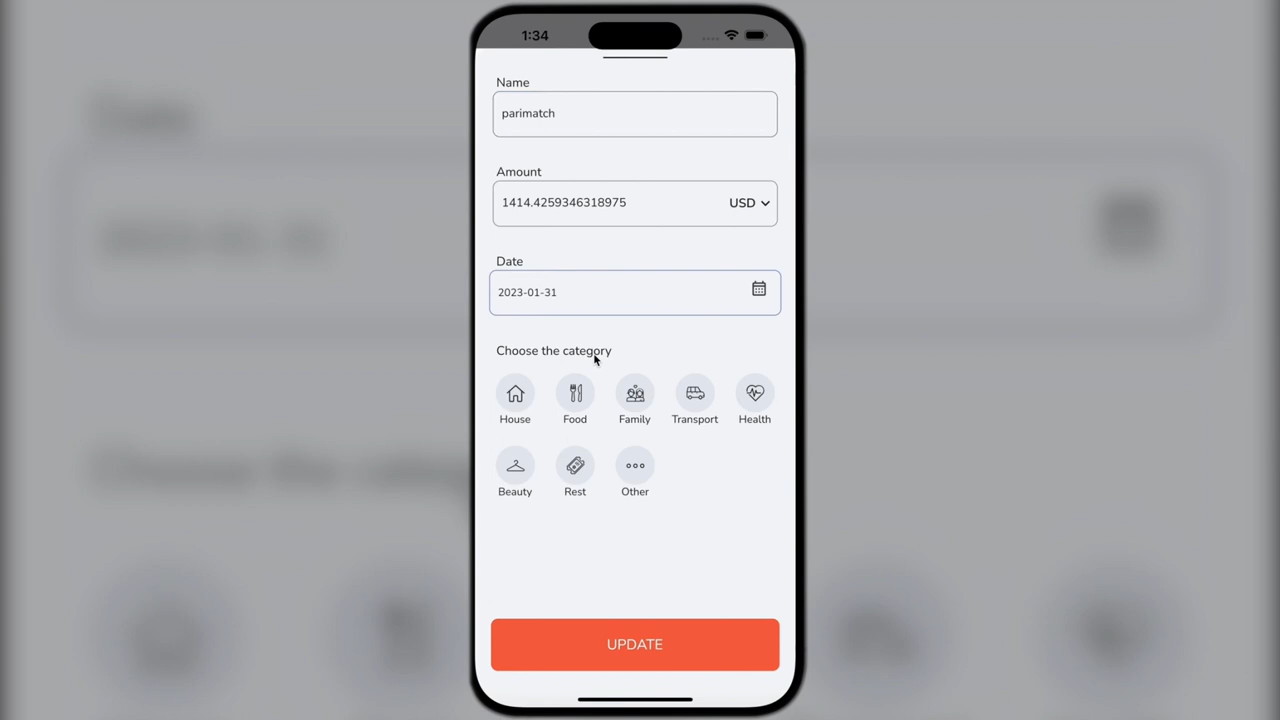 1:34
Name
parimatch
Amount
1414.4259346318975 USD
Date
2023-01-31
Choose the category
House Food Family Transport Health
Beauty Rest Other
UPDATE